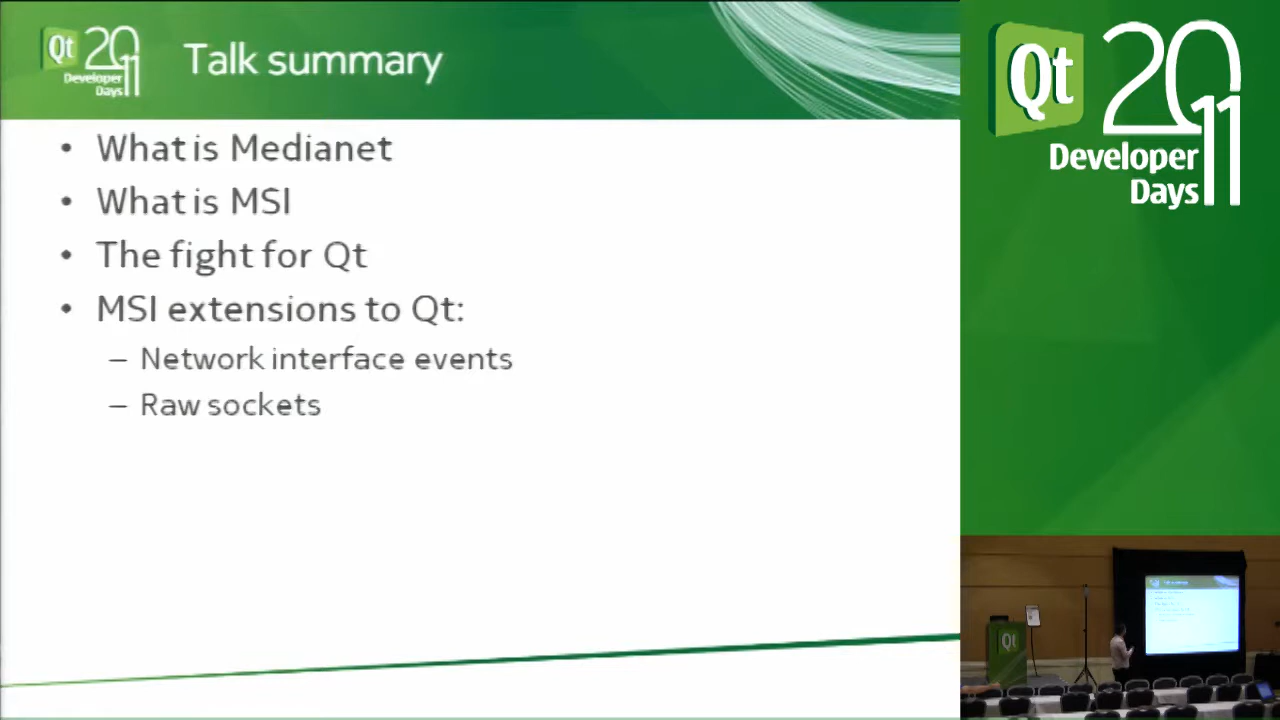 Qt 2011
Developer
Days
Talk summary
• What is Medianet
• What is MSI
• The fight for Qt
• MSI extensions to Qt:
– Network interface events
– Raw sockets
Qt 2011
Developer
Days
Qt